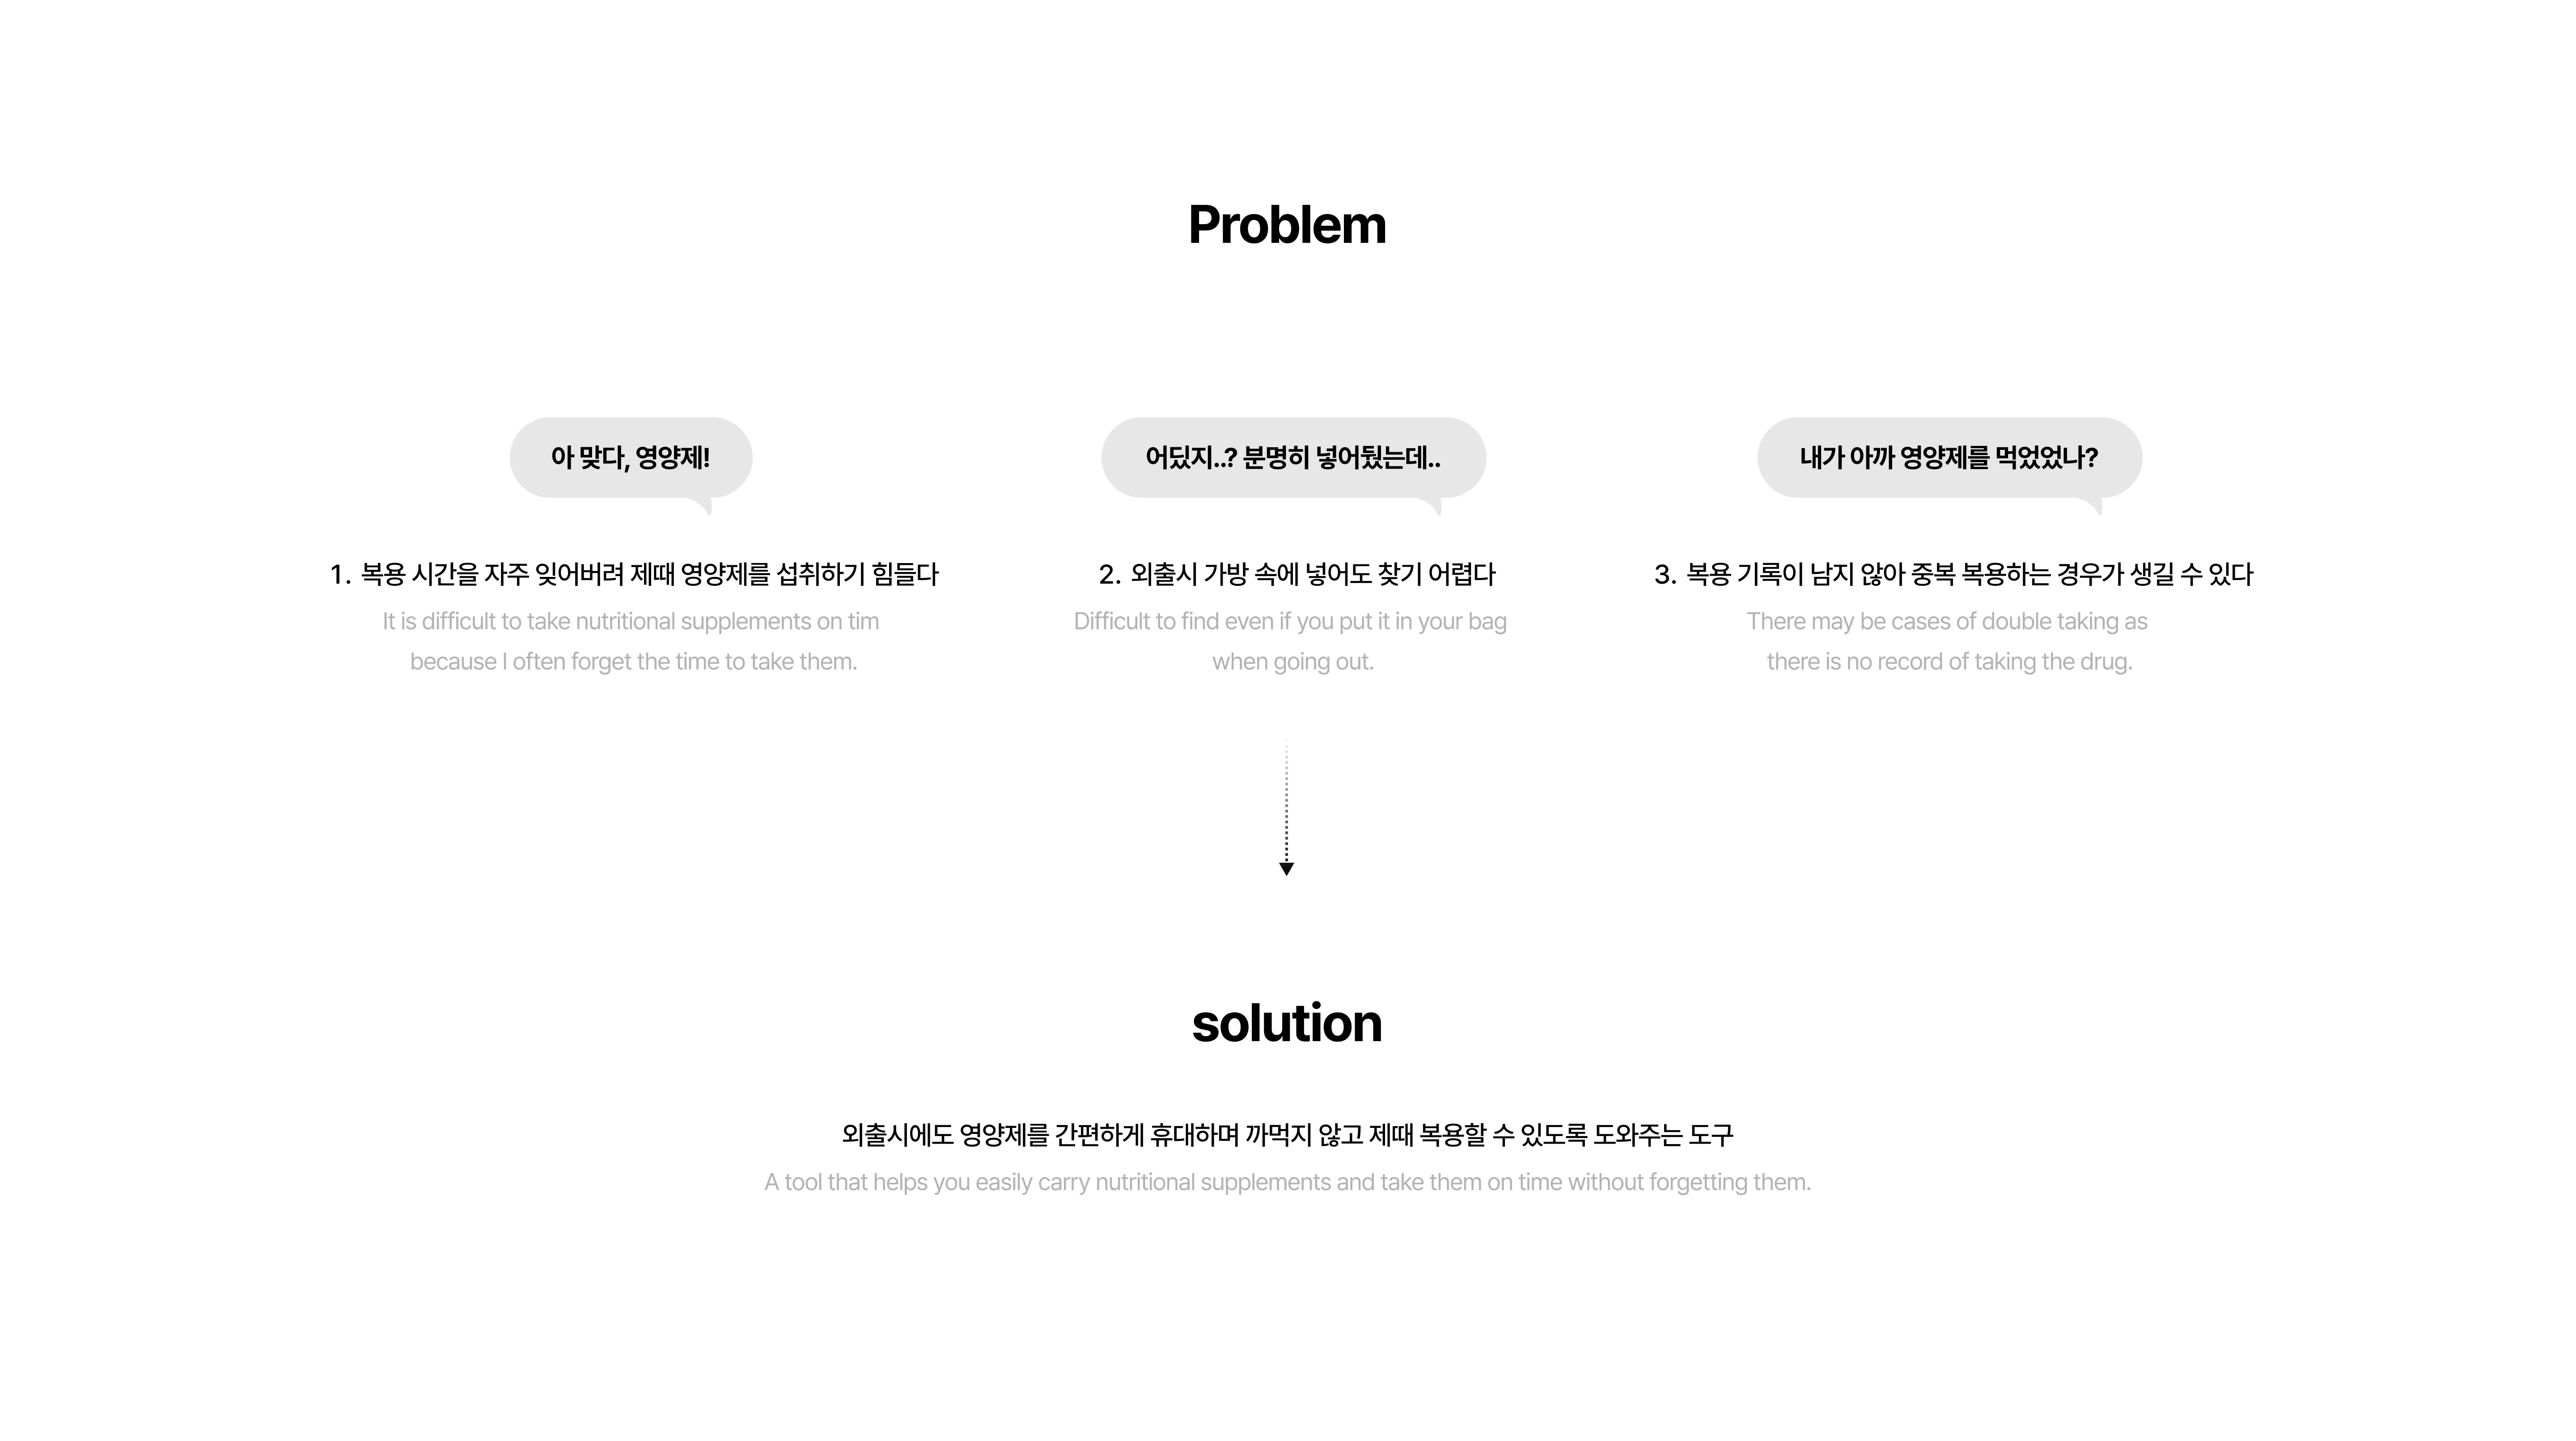 Problem
아 맞다, 영양제!
1. 복용 시간을 자주 잊어버려 제때 영양제를 섭취하기 힘들다
It is difficult to take nutritional supplements on tim
because I often forget the time to take them.
어딨지..? 분명히 넣어뒀는데..
2. 외출시 가방 속에 넣어도 찾기 어렵다
Difficult to find even if you put it in your bag
when going out.
내가 아까 영양제를 먹었었나?
3. 복용 기록이 남지 않아 중복 복용하는 경우가 생길 수 있다
There may be cases of double taking as
there is no record of taking the drug.
solution
외출시에도 영양제를 간편하게 휴대하며 까먹지 않고 제때 복용할 수 있도록 도와주는 도구
A tool that helps you easily carry nutritional supplements and take them on time without forgetting them.